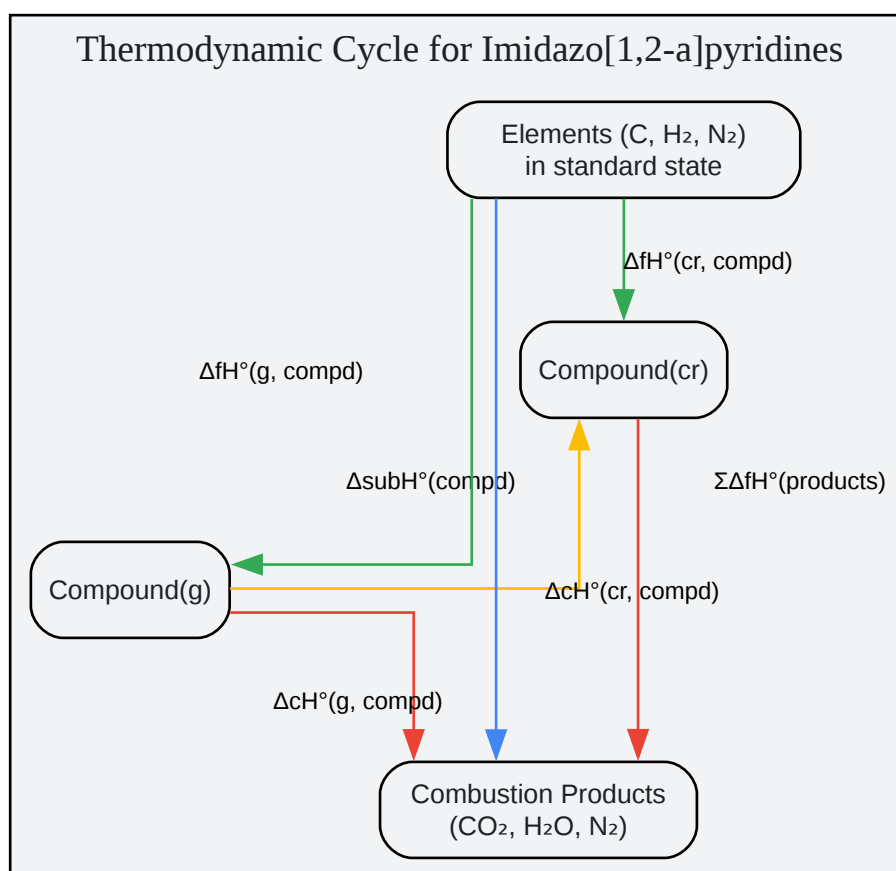 Thermodynamic Cycle for Imidazo[1,2-a]pyridines
Elements (C, H₂, N₂)
in standard state
ΔfH°(cr, compd)
ΔfH°(g, compd)
Compound(cr)
ΔsubH°(compd)
ΣΔfH°(products)
Compound(g)
ΔcH°(cr, compd)
ΔcH°(g, compd)
Combustion Products
(CO₂, H₂O, N₂)